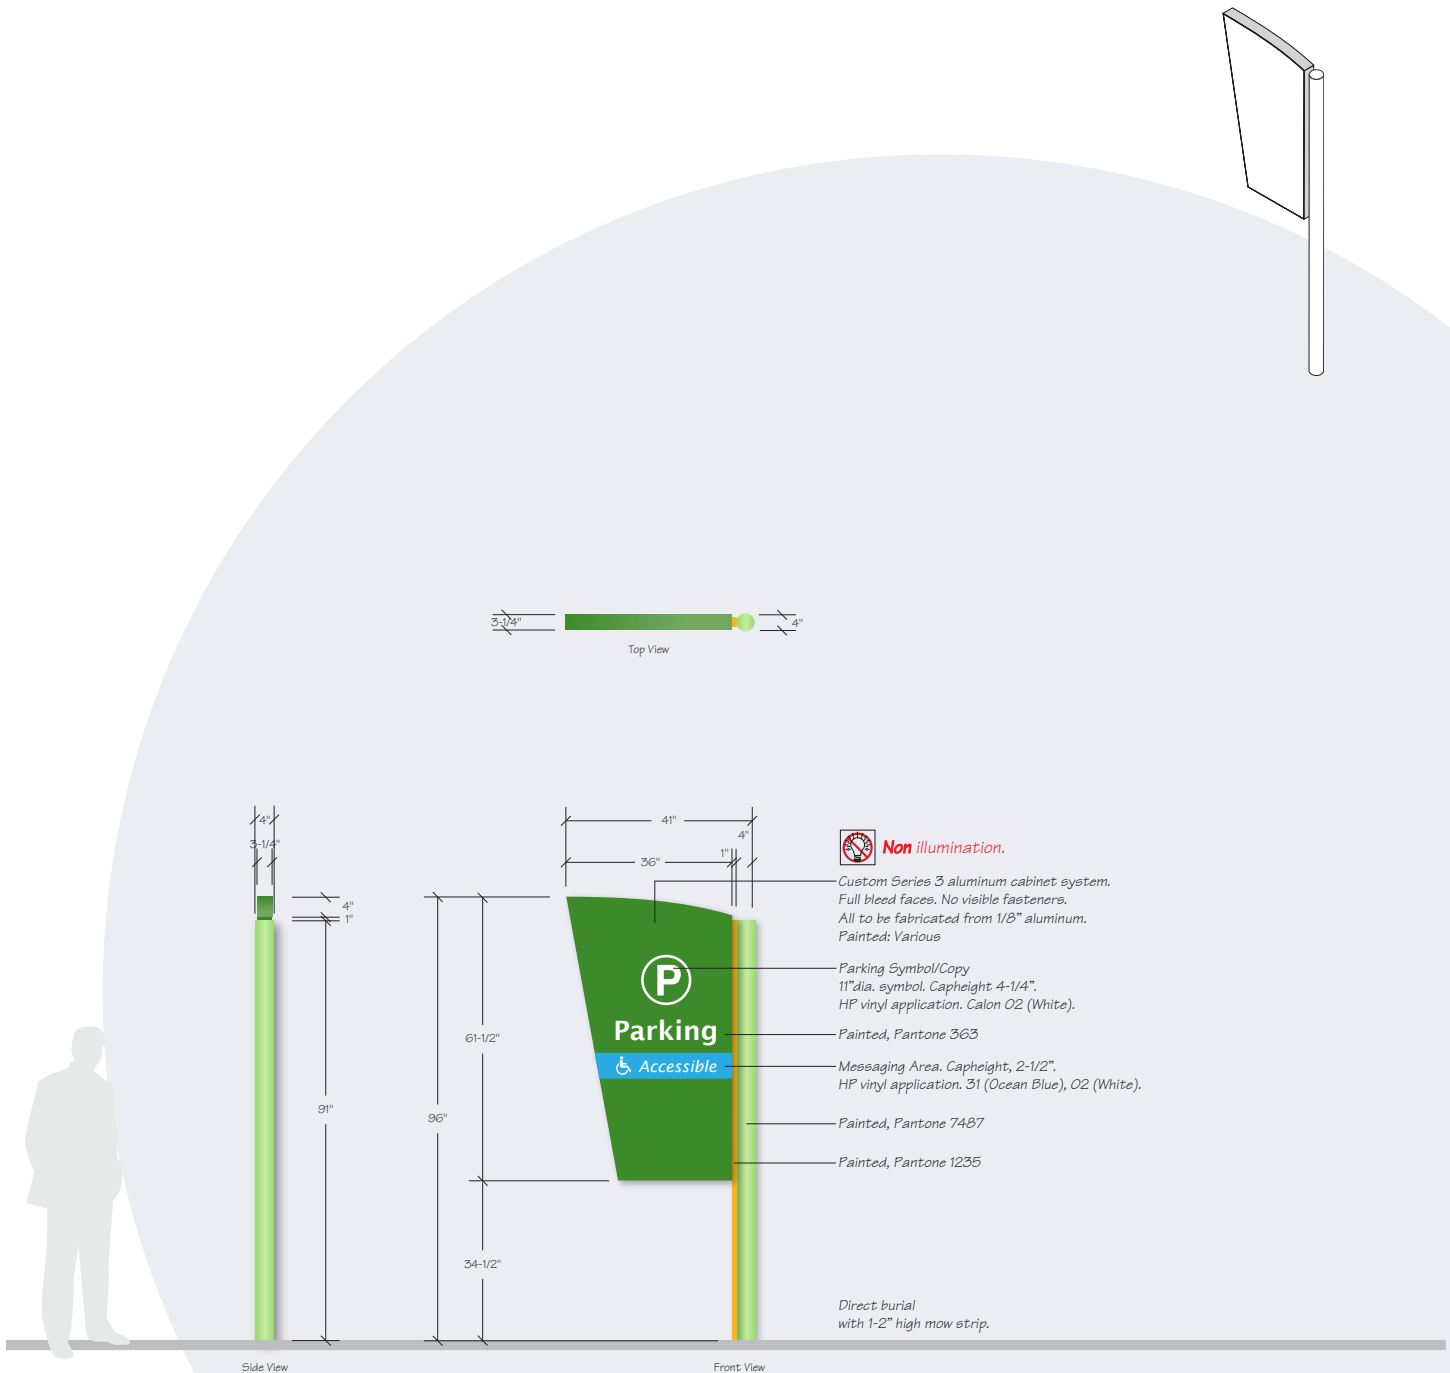 3-1/4"
4"
Top View
4"
3-1/4"
4"
1"
91"
Side View
41"
4"
36"
1"
61-1/2"
96"
34-1/2"
P
Parking
Accessible
Front View
Non illumination.
Custom Series 3 aluminum cabinet system.
Full bleed faces. No visible fasteners.
All to be fabricated from 1/8” aluminum.
Painted: Various
Parking Symbol/Copy
11”dia. symbol. Capheight 4-1/4”.
HP vinyl application. Calon 02 (White).
Painted, Pantone 363
Messaging Area. Capheight, 2-1/2”.
HP vinyl application. 31 (Ocean Blue), 02 (White).
Painted, Pantone 7487
Painted, Pantone 1235
Direct burial
with 1-2” high mow strip.